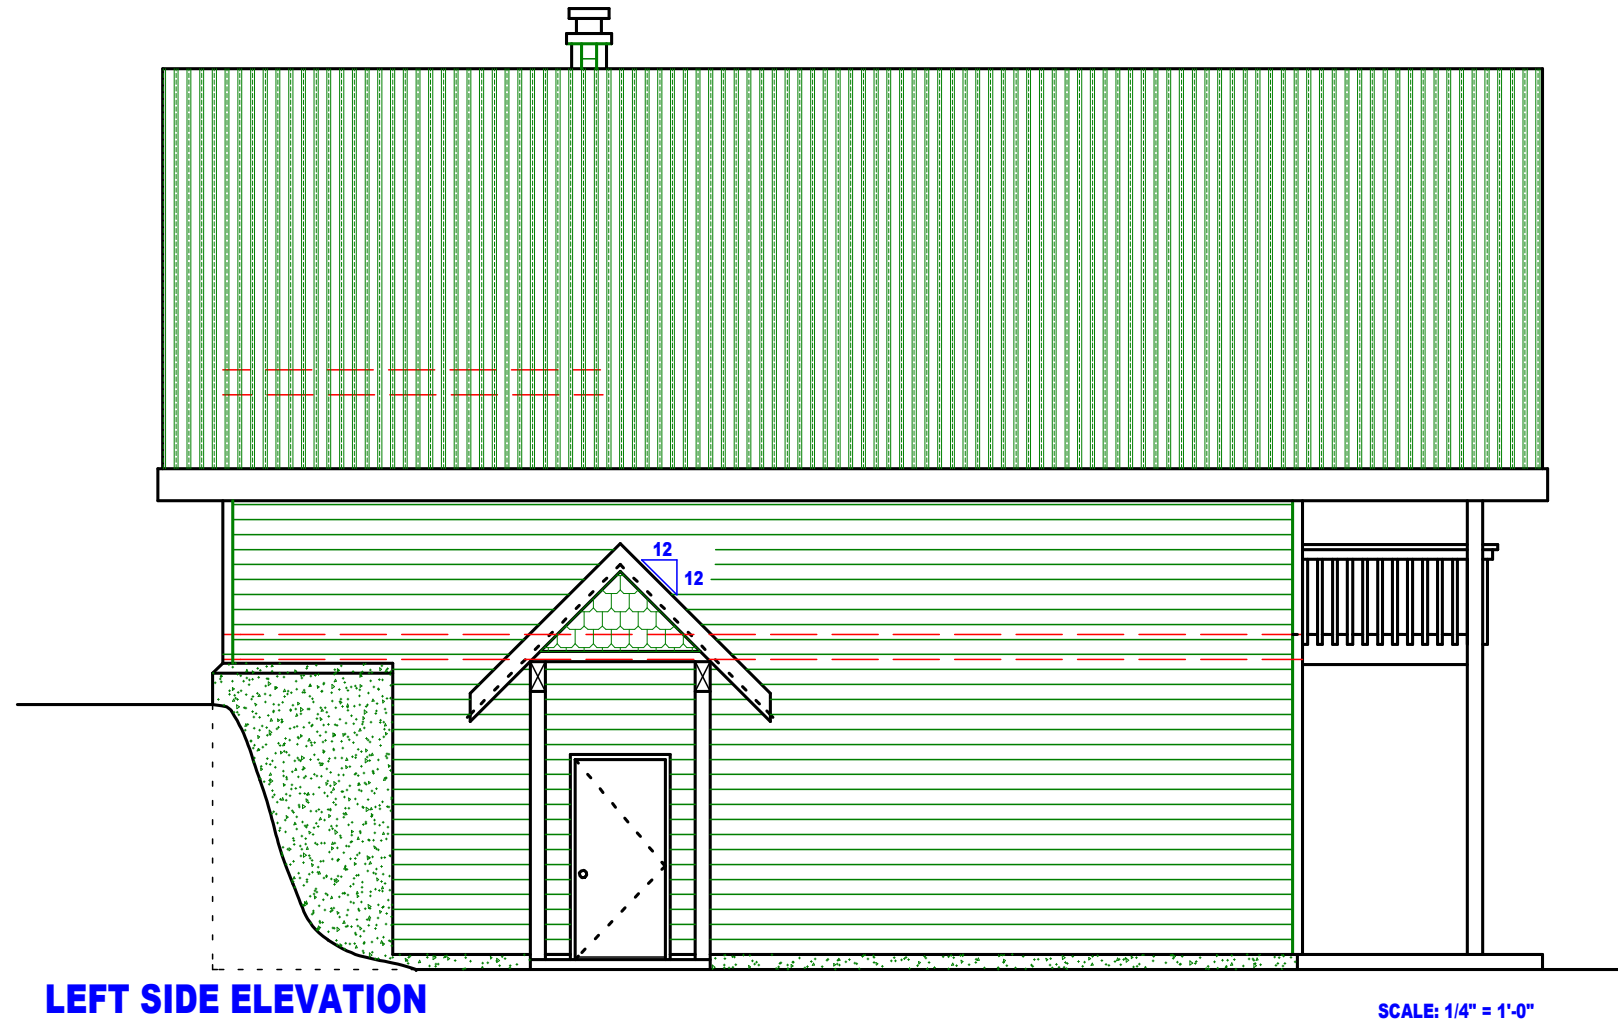 12
12
LEFT SIDE ELEVATION
SCALE: 1/4" = 1'-0"